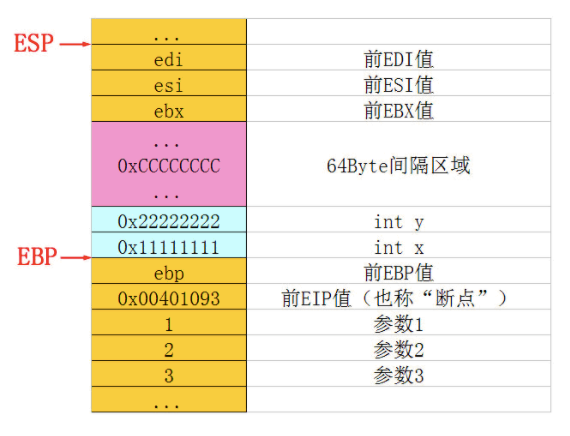 ...
ESP
edi 前EDI值
esi 前ESI值
ebx 前EBX值
...
0xCCCCCCCC 64Byte间隔区域
...
0x22222222 int y
0x11111111 int x
EBP
ebp 前EBP值
0x00401093 前EIP值（也称“断点”）
1 参数1
2 参数2
3 参数3
...